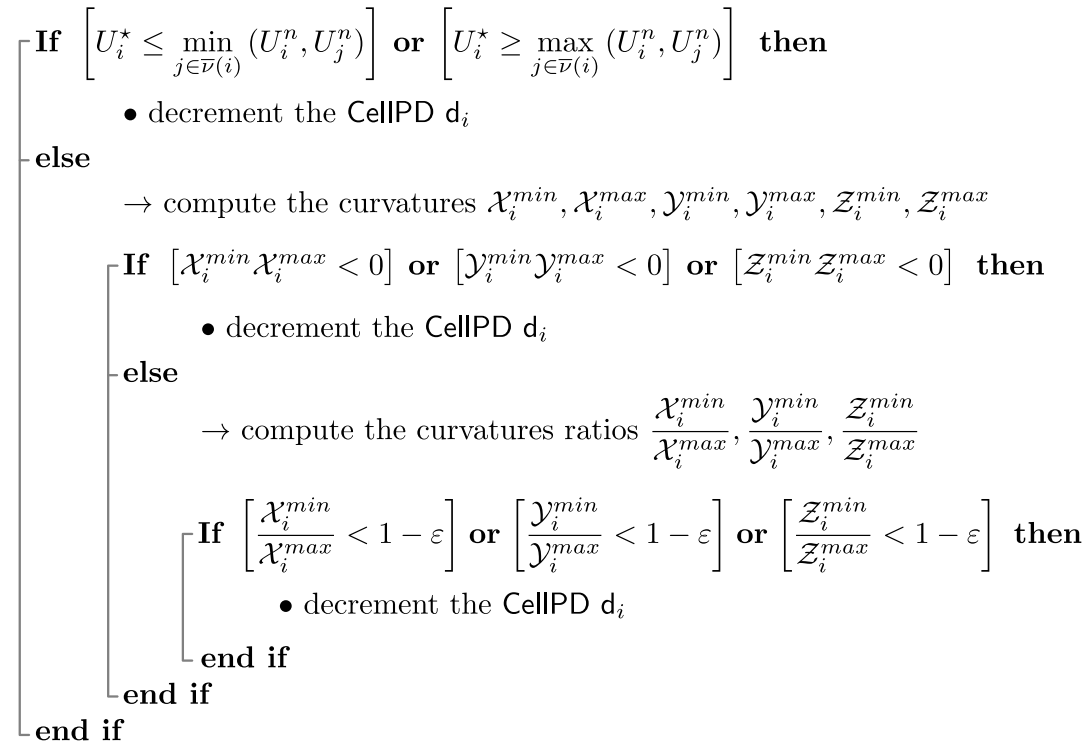 If [U_i^⋆ ≤ min_{j∈ν̅(i)} (U_i^n, U_j^n)] or [U_i^⋆ ≥ max_{j∈ν̅(i)} (U_i^n, U_j^n)] then
• decrement the CellPD d_i
else
→ compute the curvatures 𝒳_i^{min}, 𝒳_i^{max}, 𝒴_i^{min}, 𝒴_i^{max}, 𝒵_i^{min}, 𝒵_i^{max}
If [𝒳_i^{min} 𝒳_i^{max} < 0] or [𝒴_i^{min} 𝒴_i^{max} < 0] or [𝒵_i^{min} 𝒵_i^{max} < 0] then
• decrement the CellPD d_i
else
→ compute the curvatures ratios 𝒳_i^{min}/𝒳_i^{max}, 𝒴_i^{min}/𝒴_i^{max}, 𝒵_i^{min}/𝒵_i^{max}
If [𝒳_i^{min}/𝒳_i^{max} < 1 − ε] or [𝒴_i^{min}/𝒴_i^{max} < 1 − ε] or [𝒵_i^{min}/𝒵_i^{max} < 1 − ε] then
• decrement the CellPD d_i
end if
end if
end if